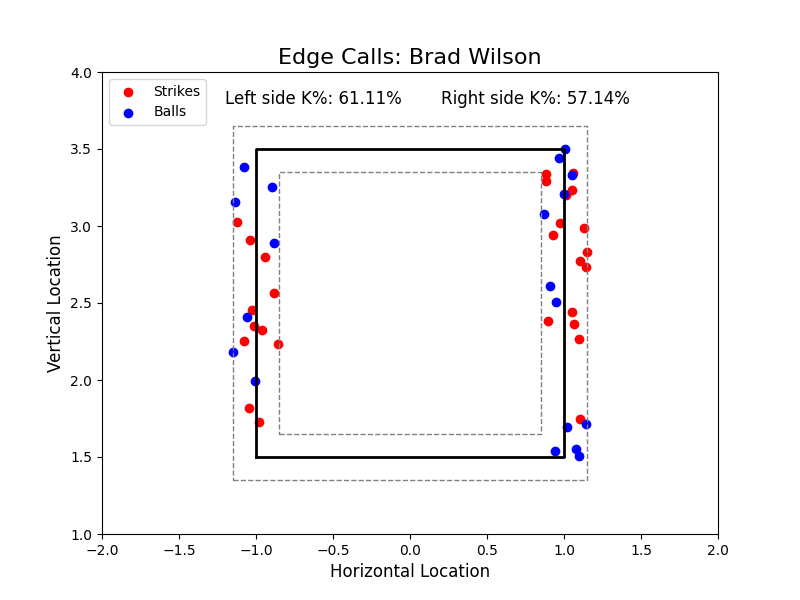 Edge Calls: Brad Wilson
Strikes
Balls
Left side K%: 61.11%
Right side K%: 57.14%
Vertical Location
4.0
3.5
3.0
2.5
2.0
1.5
1.0
−2.0 −1.5 −1.0 −0.5 0.0 0.5 1.0 1.5 2.0
Horizontal Location